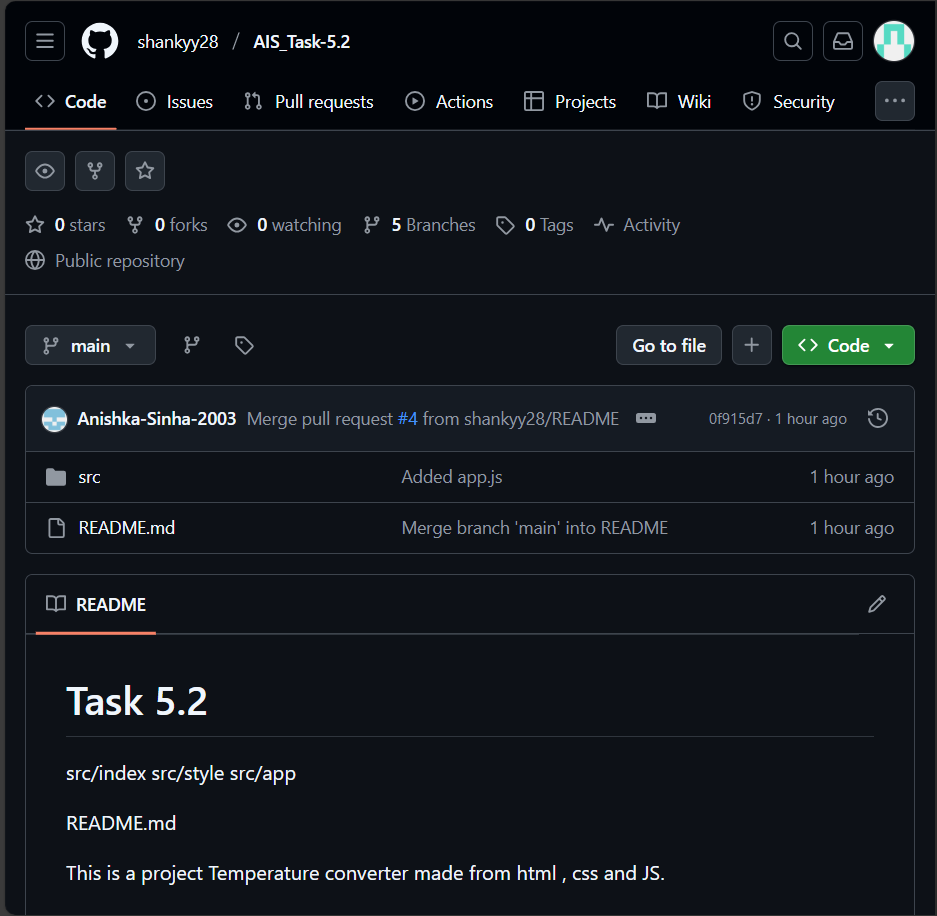 shankyy28 / AIS_Task-5.2
Code Issues Pull requests Actions Projects Wiki Security
0 stars 0 forks 0 watching 5 Branches 0 Tags Activity
Public repository
main Go to file Code
Anishka-Sinha-2003 Merge pull request #4 from shankyy28/README 0f915d7 · 1 hour ago
src Added app.js 1 hour ago
README.md Merge branch 'main' into README 1 hour ago
README
Task 5.2
src/index src/style src/app
README.md
This is a project Temperature converter made from html , css and JS.